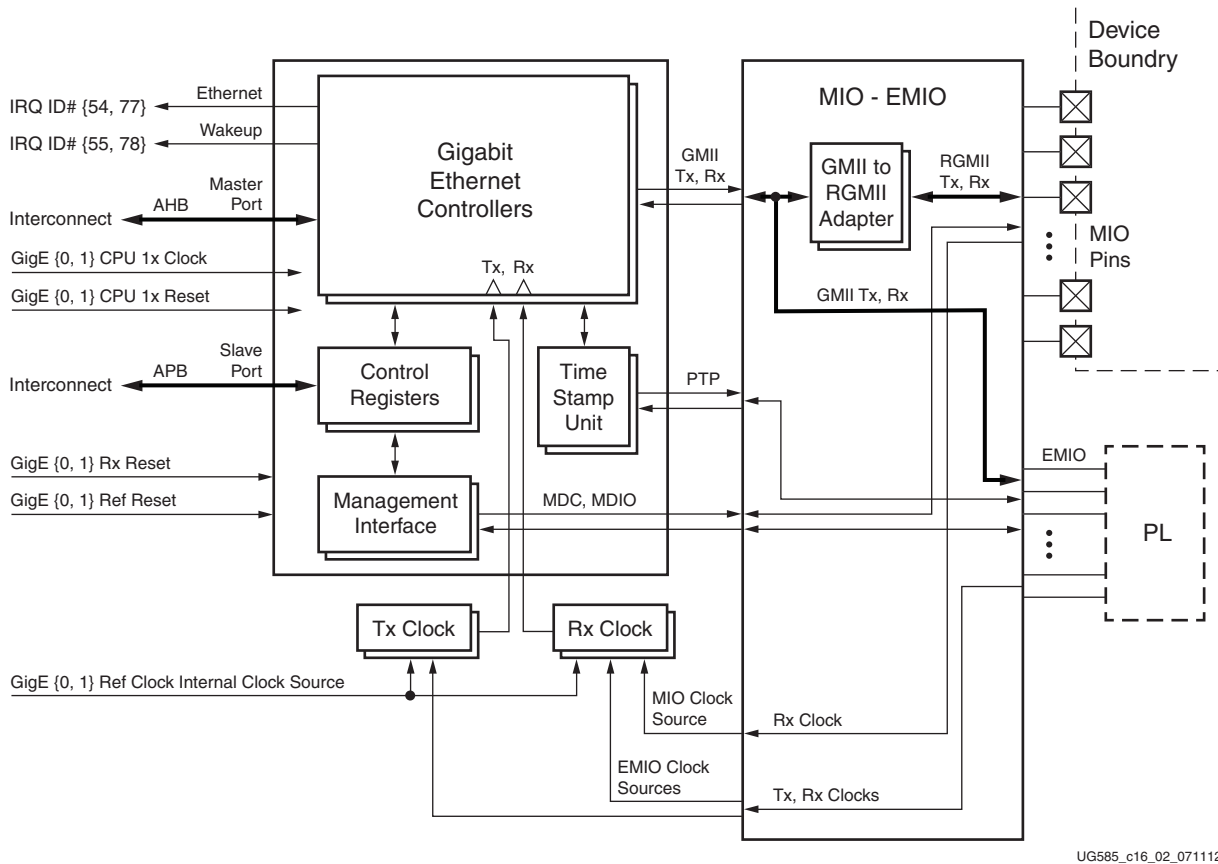 Device
Boundry
MIO - EMIO
Ethernet
IRQ ID# {54, 77}
Wakeup
IRQ ID# {55, 78}
Gigabit
Ethernet
Controllers
GMII
Tx, Rx
GMII to
RGMII
Adapter
RGMII
Tx, Rx
Master
Port
AHB
Interconnect
MIO
Pins
GigE {0, 1} CPU 1x Clock
Tx, Rx
GigE {0, 1} CPU 1x Reset
GMII Tx, Rx
Slave
Port
APB
Interconnect
Control
Registers
Time
Stamp
Unit
PTP
GigE {0, 1} Rx Reset
EMIO
GigE {0, 1} Ref Reset
Management
Interface
MDC, MDIO
PL
Tx Clock
Rx Clock
GigE {0, 1} Ref Clock Internal Clock Source
MIO Clock
Source
Rx Clock
EMIO Clock
Sources
Tx, Rx Clocks
UG585_c16_02_071112